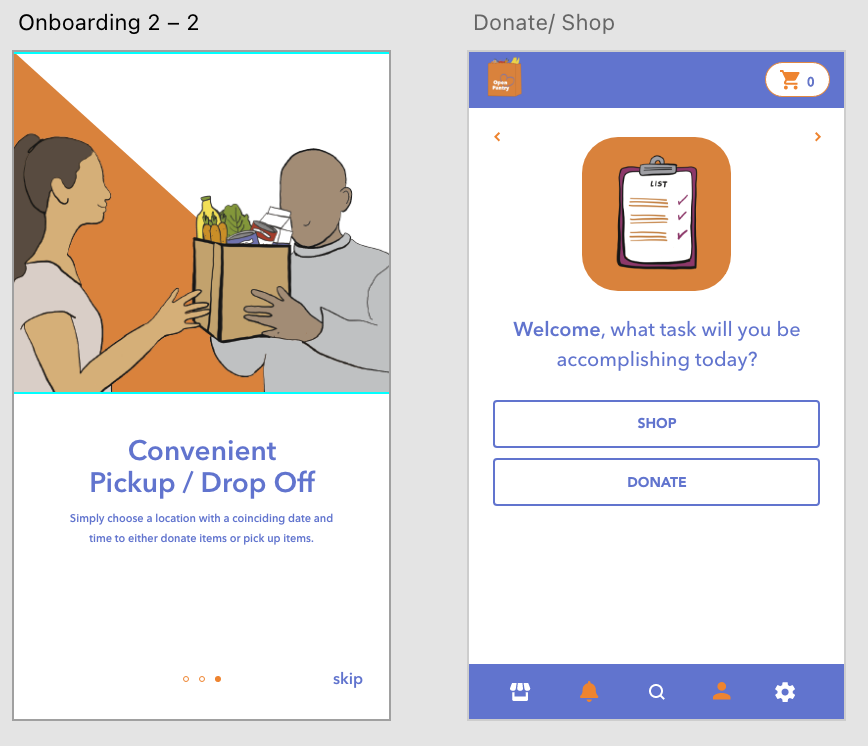 Onboarding 2 – 2
Convenient
Pickup / Drop Off
Simply choose a location with a coinciding date and
time to either donate items or pick up items.
skip
Donate/ Shop
Open
Pantry
0
LIST
Welcome, what task will you be
accomplishing today?
SHOP
DONATE